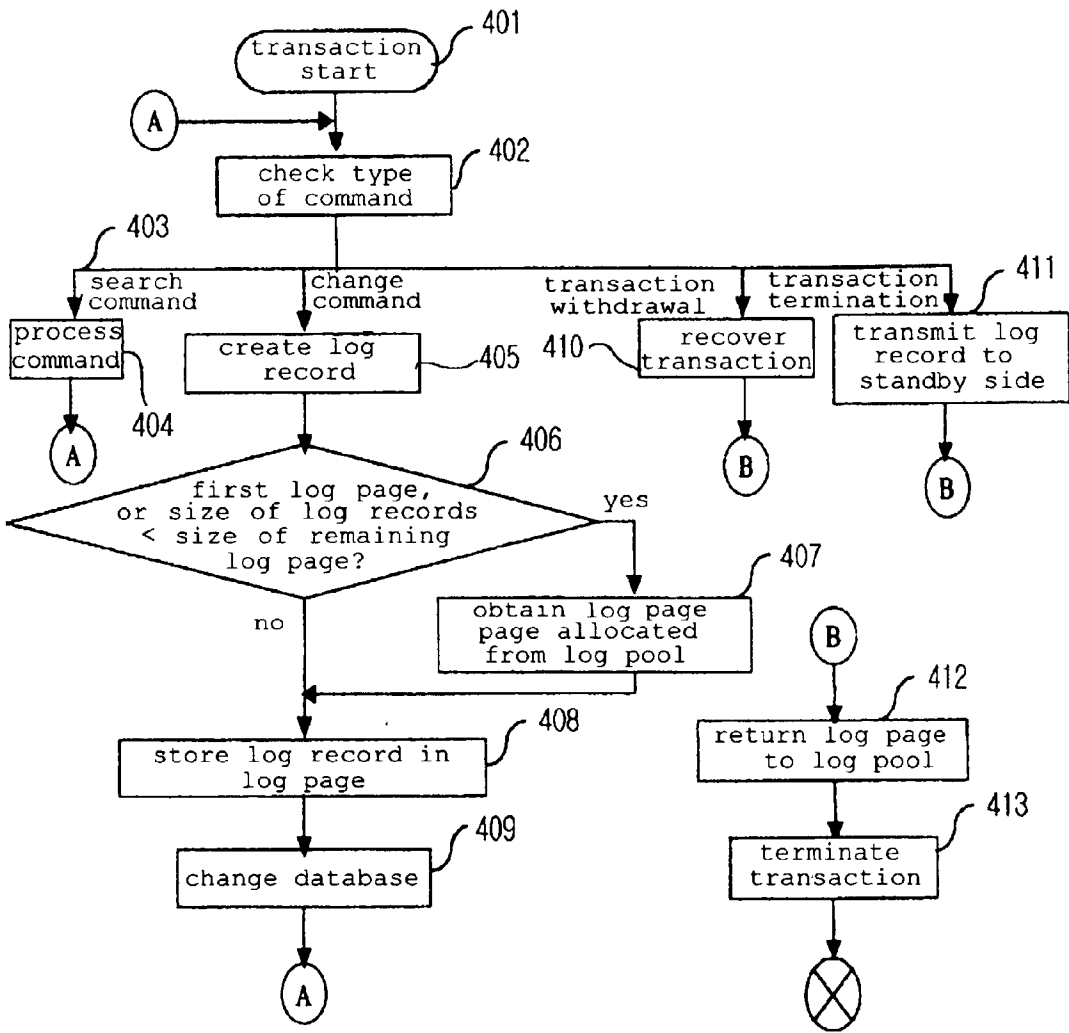 401
transaction
start
A
402
check type
of command
403
search
command
change
command
transaction
withdrawal
transaction
termination
411
process
command
404
create log
record
405
410
recover
transaction
transmit log
record to
standby side
A
B
B
406
first log page,
or size of log records
< size of remaining
log page?
yes
no
407
obtain log page
page allocated
from log pool
B
408
store log record in
log page
412
return log page
to log pool
409
change database
413
terminate
transaction
A